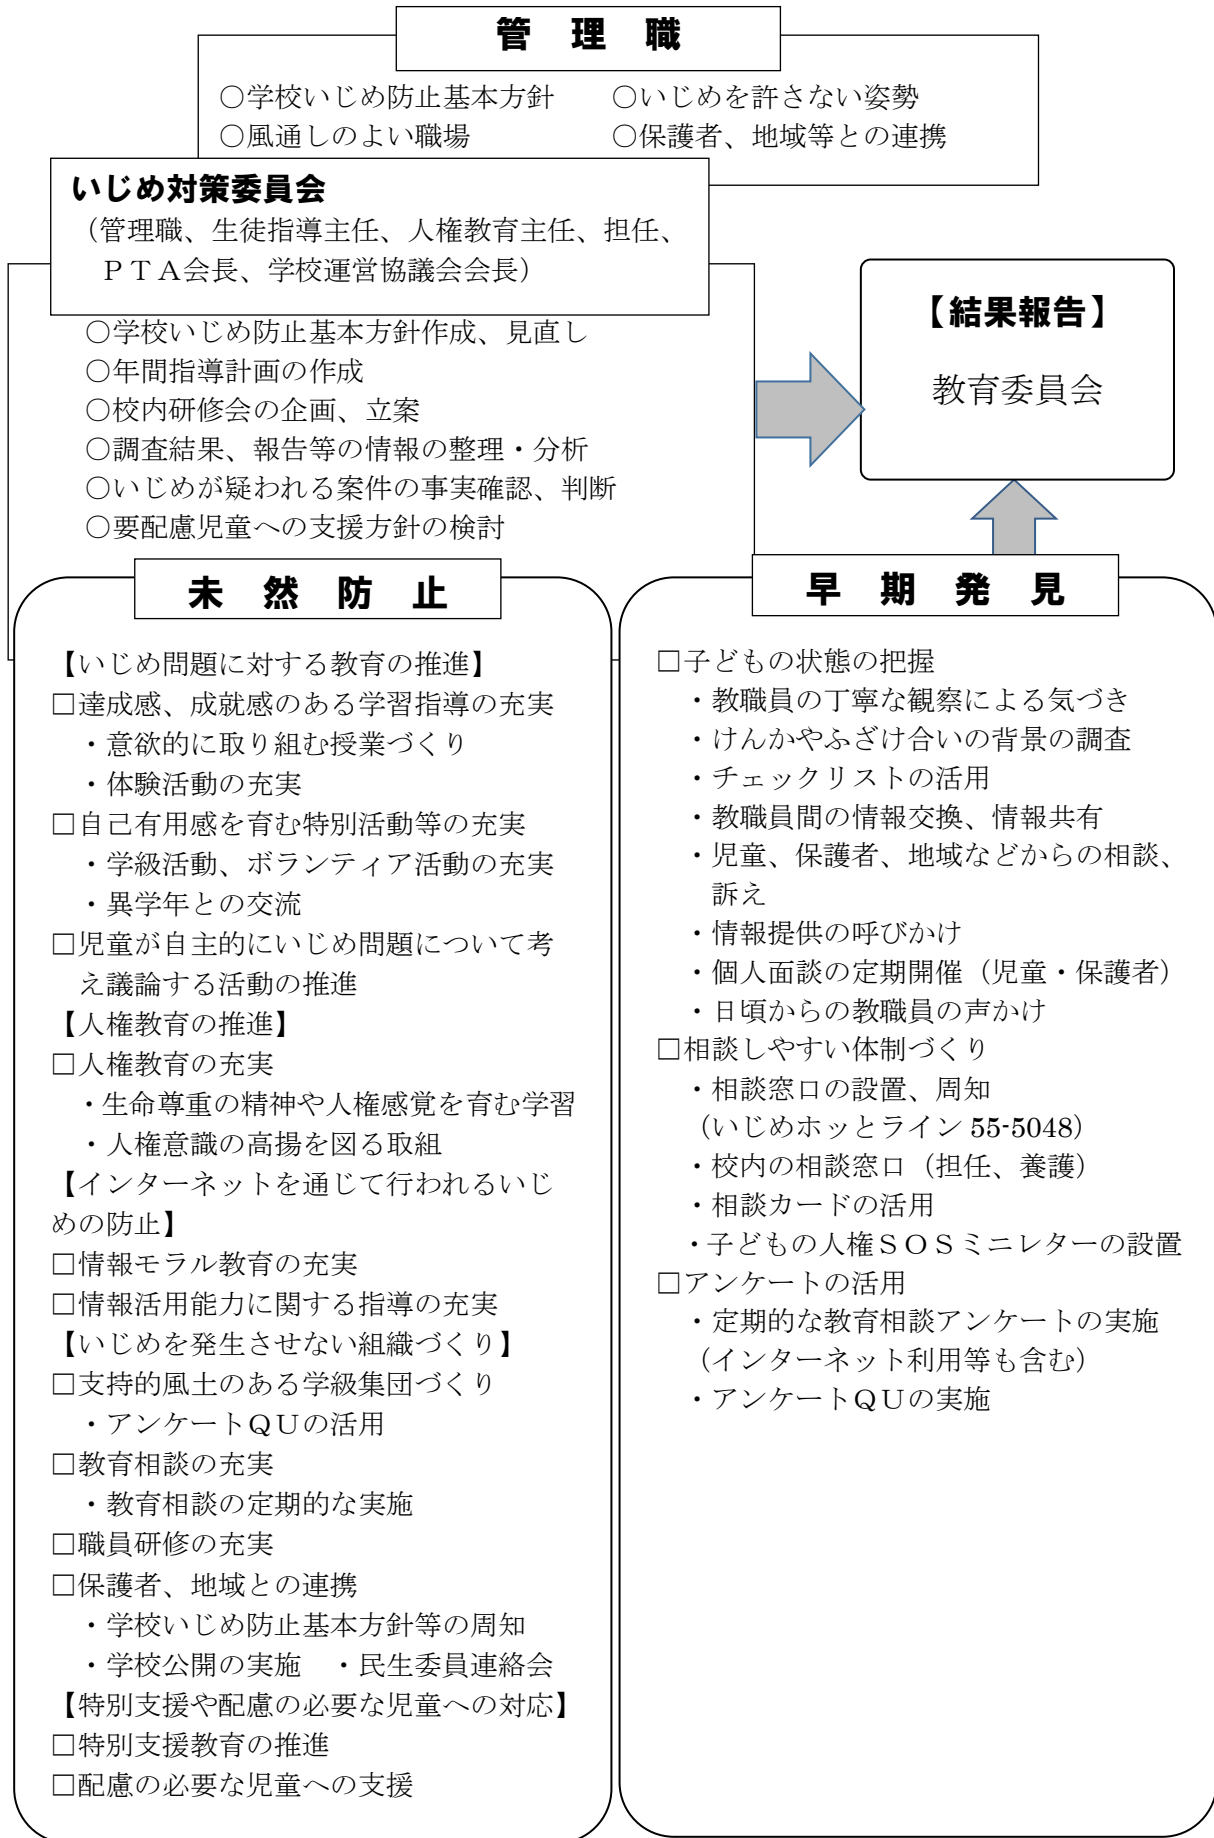 管　理　職
○学校いじめ防止基本方針　　○いじめを許さない姿勢
○風通しのよい職場　　　　　○保護者、地域等との連携
いじめ対策委員会
（管理職、生徒指導主任、人権教育主任、担任、
ＰＴＡ会長、学校運営協議会会長）
○学校いじめ防止基本方針作成、見直し
○年間指導計画の作成
○校内研修会の企画、立案
○調査結果、報告等の情報の整理・分析
○いじめが疑われる案件の事実確認、判断
○要配慮児童への支援方針の検討
【結果報告】
教育委員会
未　然　防　止
【いじめ問題に対する教育の推進】
□達成感、成就感のある学習指導の充実
・意欲的に取り組む授業づくり
・体験活動の充実
□自己有用感を育む特別活動等の充実
・学級活動、ボランティア活動の充実
・異学年との交流
□児童が自主的にいじめ問題について考
え議論する活動の推進
【人権教育の推進】
□人権教育の充実
・生命尊重の精神や人権感覚を育む学習
・人権意識の高揚を図る取組
【インターネットを通じて行われるいじ
めの防止】
□情報モラル教育の充実
□情報活用能力に関する指導の充実
【いじめを発生させない組織づくり】
□支持的風土のある学級集団づくり
・アンケートＱＵの活用
□教育相談の充実
・教育相談の定期的な実施
□職員研修の充実
□保護者、地域との連携
・学校いじめ防止基本方針等の周知
・学校公開の実施　・民生委員連絡会
【特別支援や配慮の必要な児童への対応】
□特別支援教育の推進
□配慮の必要な児童への支援
早　期　発　見
□子どもの状態の把握
・教職員の丁寧な観察による気づき
・けんかやふざけ合いの背景の調査
・チェックリストの活用
・教職員間の情報交換、情報共有
・児童、保護者、地域などからの相談、
訴え
・情報提供の呼びかけ
・個人面談の定期開催（児童・保護者）
・日頃からの教職員の声かけ
□相談しやすい体制づくり
・相談窓口の設置、周知
（いじめホッとライン 55-5048）
・校内の相談窓口（担任、養護）
・相談カードの活用
・子どもの人権ＳＯＳミニレターの設置
□アンケートの活用
・定期的な教育相談アンケートの実施
（インターネット利用等も含む）
・アンケートＱＵの実施